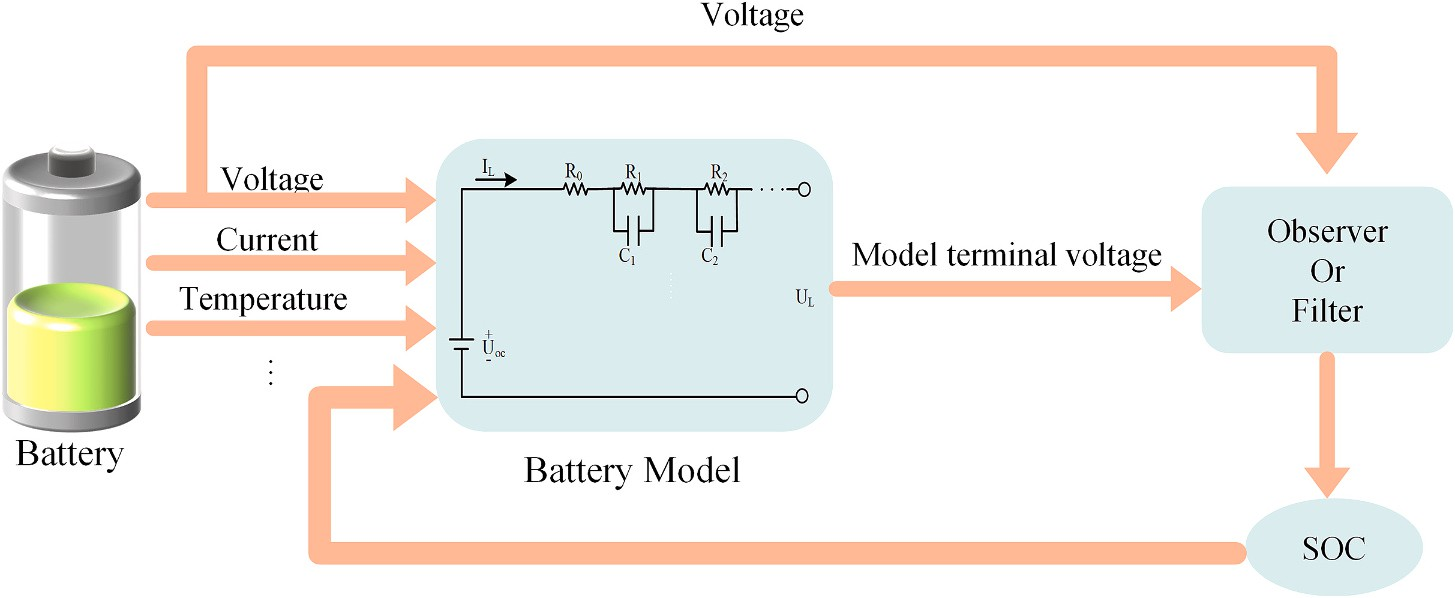 Voltage
Voltage
Current
Temperature
⋮
Battery
I_L
R_0
R_1
R_2
C_1
C_2
.....
U_L
+
U_oc
-
Battery Model
Model terminal voltage
Observer
Or
Filter
SOC